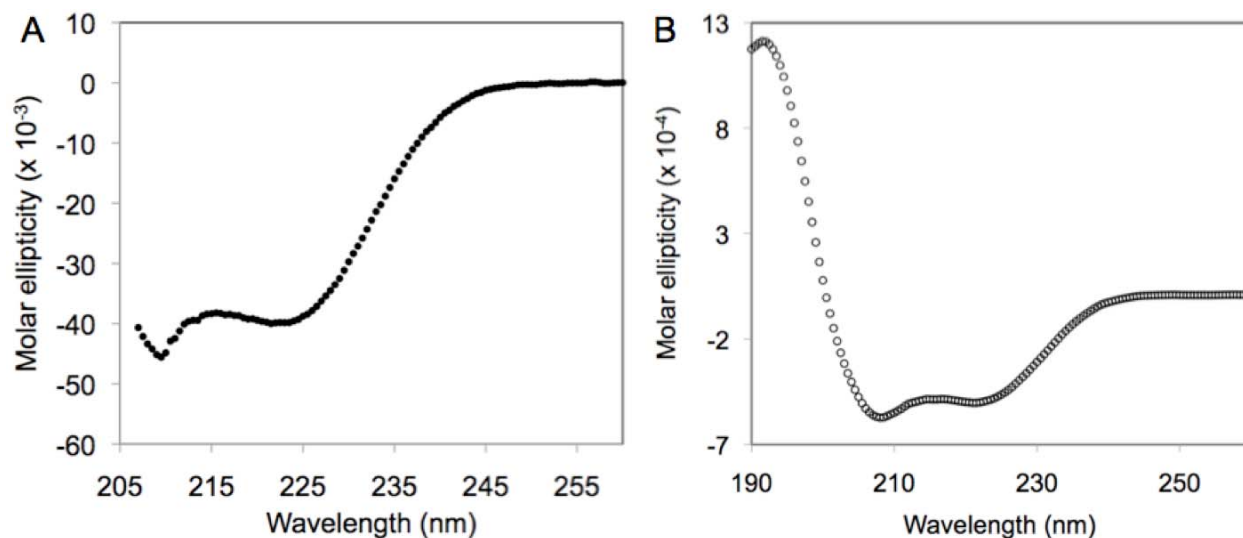 A
Molar ellipticity (x 10-3)
10
0
-10
-20
-30
-40
-50
-60
205 215 225 235 245 255
Wavelength (nm)
B
Molar ellipticity (x 10-4)
13
8
3
-2
-7
190 210 230 250
Wavelength (nm)